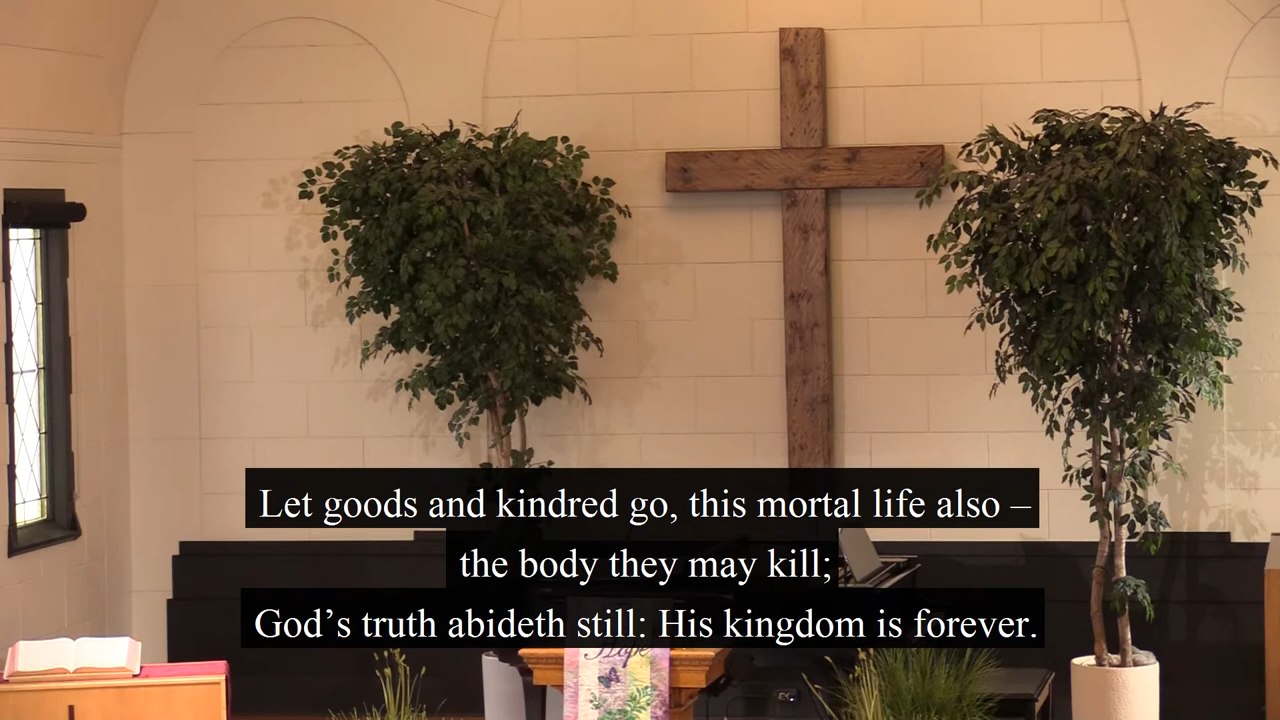 Let goods and kindred go, this mortal life also –
the body they may kill;
God’s truth abideth still: His kingdom is forever.
Hope